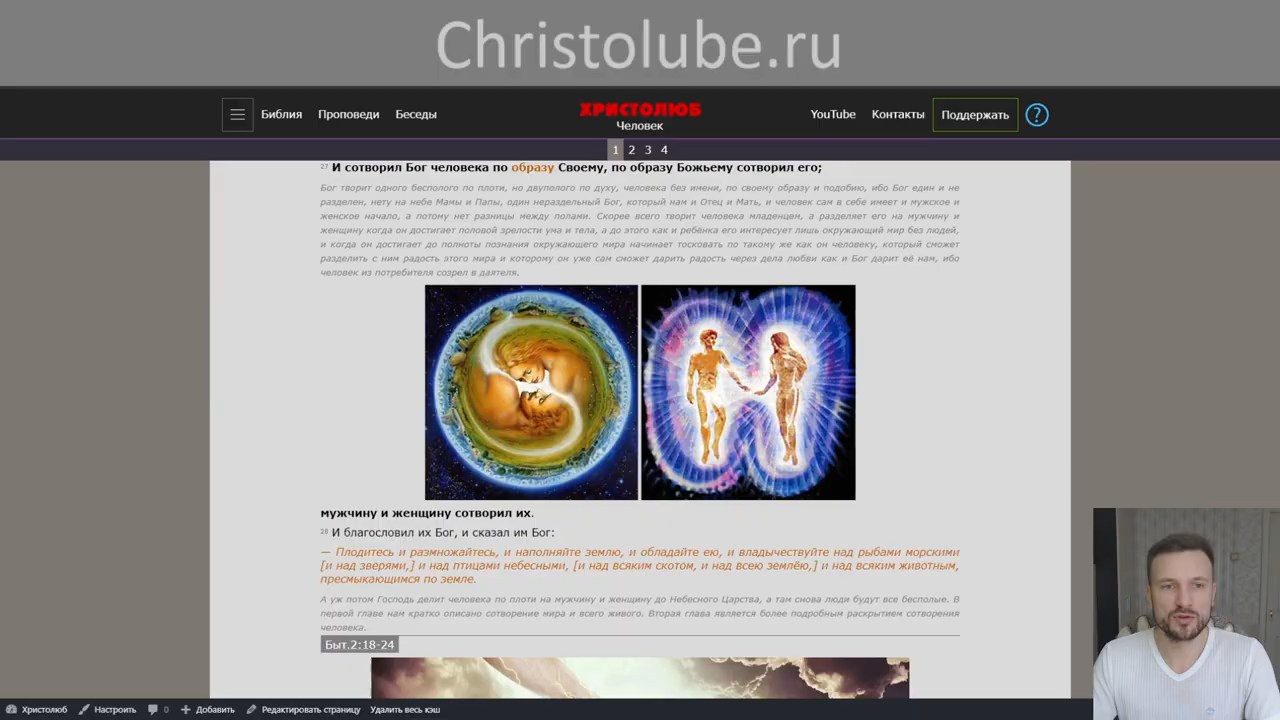 Christolube.ru
Библия Проповеди Беседы ХРИСТОЛЮБ YouTube Контакты Поддержать ?
Человек
1 2 3 4
27 И сотворил Бог человека по образу Своему, по образу Божьему сотворил его;
Бог творит одного бесполого по плоти, но двуполого по духу, человека без имени, по своему образу и подобию, ибо Бог един и не
разделен, нету на небе Мамы и Папы, один нераздельный Бог, который нам и Отец и Мать, и человек сам в себе имеет и мужское и
женское начало, а потому нет разницы между полами. Скорее всего творит человека младенцем, а разделяет его на мужчину и
женщину когда он достигает половой зрелости ума и тела, а до этого как и ребёнка его интересует лишь окружающий мир без людей,
и когда он достигает до полноты познания окружающего мира начинает тосковать по такому же как он человеку, который сможет
разделить с ним радость этого мира и которому он уже сам сможет дарить радость через дела любви как и Бог дарит её нам, ибо
человек из потребителя созрел в даятеля.
мужчину и женщину сотворил их.
28 И благословил их Бог, и сказал им Бог:
— Плодитесь и размножайтесь, и наполняйте землю, и обладайте ею, и владычествуйте над рыбами морскими
[и над зверями,] и над птицами небесными, [и над всяким скотом, и над всею землёю,] и над всяким животным,
пресмыкающимся по земле.
А уж потом Господь делит человека по плоти на мужчину и женщину до Небесного Царства, а там снова люди будут все бесполые. В
первой главе нам кратко описано сотворение мира и всего живого. Вторая глава является более подробным раскрытием сотворения
человека.
Быт.2:18-24
Христолюб Настроить 0 Добавить Редактировать страницу Удалить весь кэш